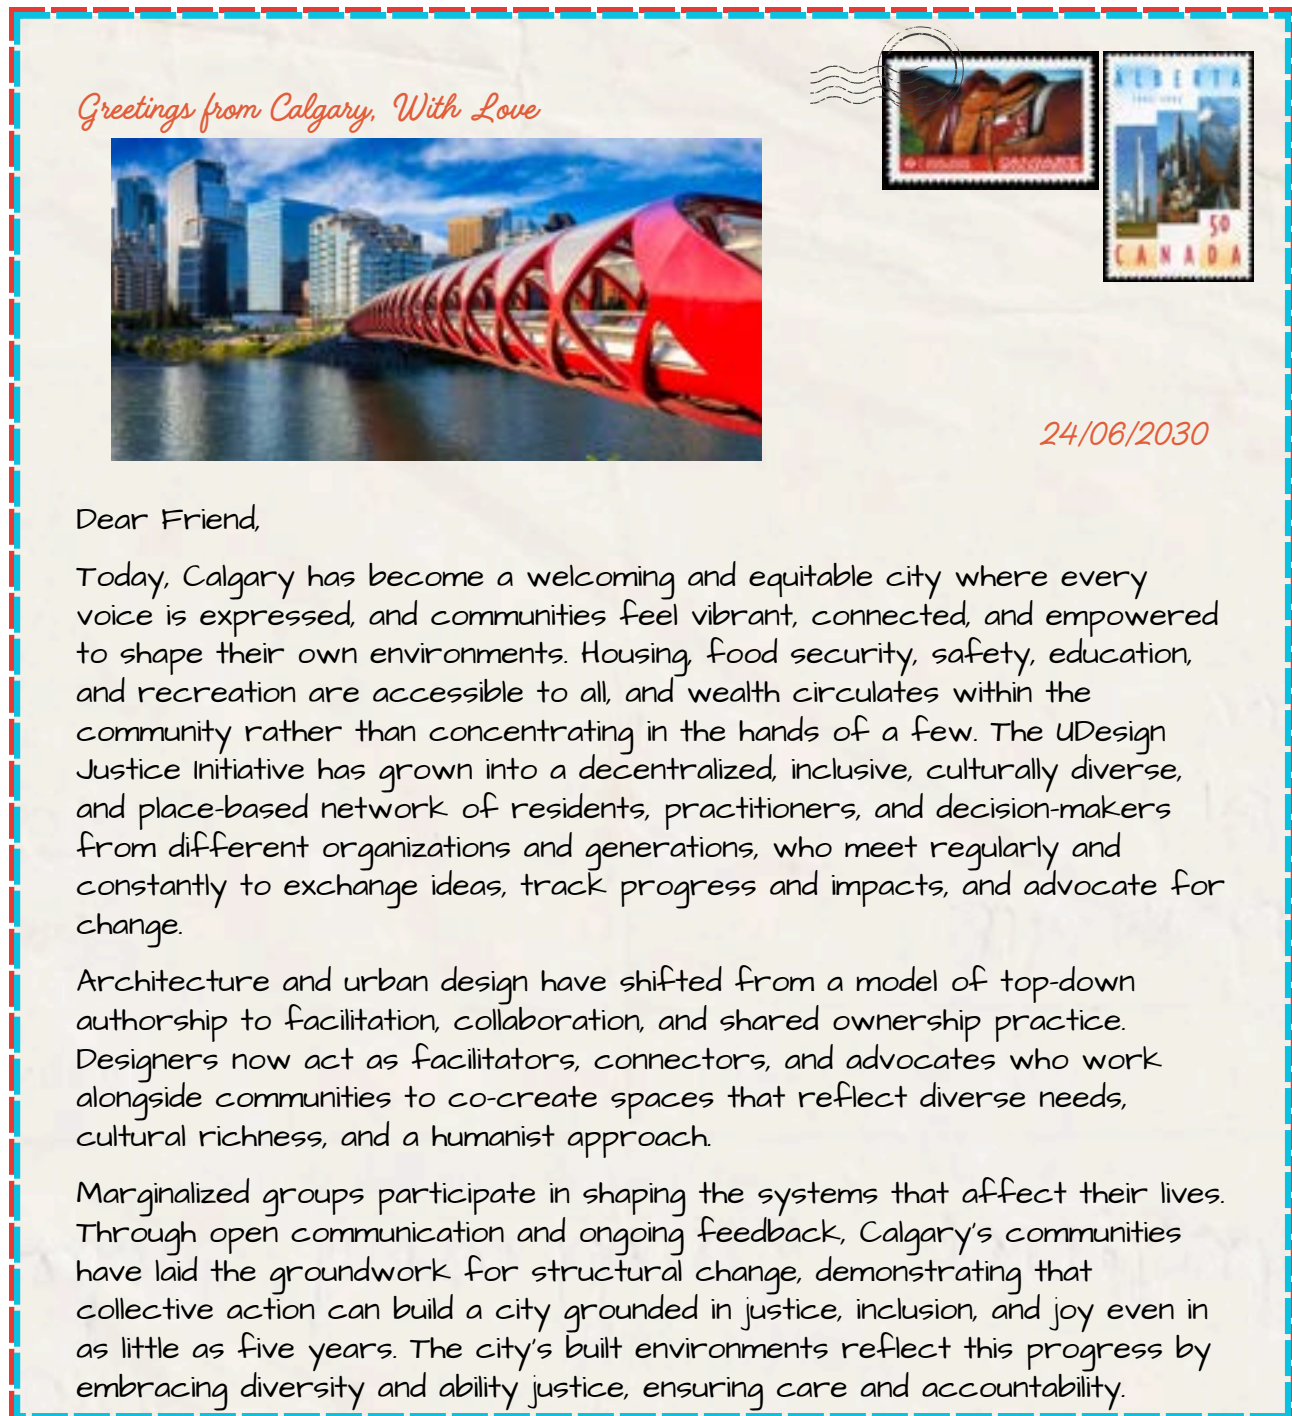 Greetings from Calgary, With Love
ALBERTA
50
CANADA
24/06/2030
Dear Friend,
Today, Calgary has become a welcoming and equitable city where every
voice is expressed, and communities feel vibrant, connected, and empowered
to shape their own environments. Housing, food security, safety, education,
and recreation are accessible to all, and wealth circulates within the
community rather than concentrating in the hands of a few. The UDesign
Justice Initiative has grown into a decentralized, inclusive, culturally diverse,
and place-based network of residents, practitioners, and decision-makers
from different organizations and generations, who meet regularly and
constantly to exchange ideas, track progress and impacts, and advocate for
change.
Architecture and urban design have shifted from a model of top-down
authorship to facilitation, collaboration, and shared ownership practice.
Designers now act as facilitators, connectors, and advocates who work
alongside communities to co-create spaces that reflect diverse needs,
cultural richness, and a humanist approach.
Marginalized groups participate in shaping the systems that affect their lives.
Through open communication and ongoing feedback, Calgary's communities
have laid the groundwork for structural change, demonstrating that
collective action can build a city grounded in justice, inclusion, and joy even in
as little as five years. The city's built environments reflect this progress by
embracing diversity and ability justice, ensuring care and accountability.